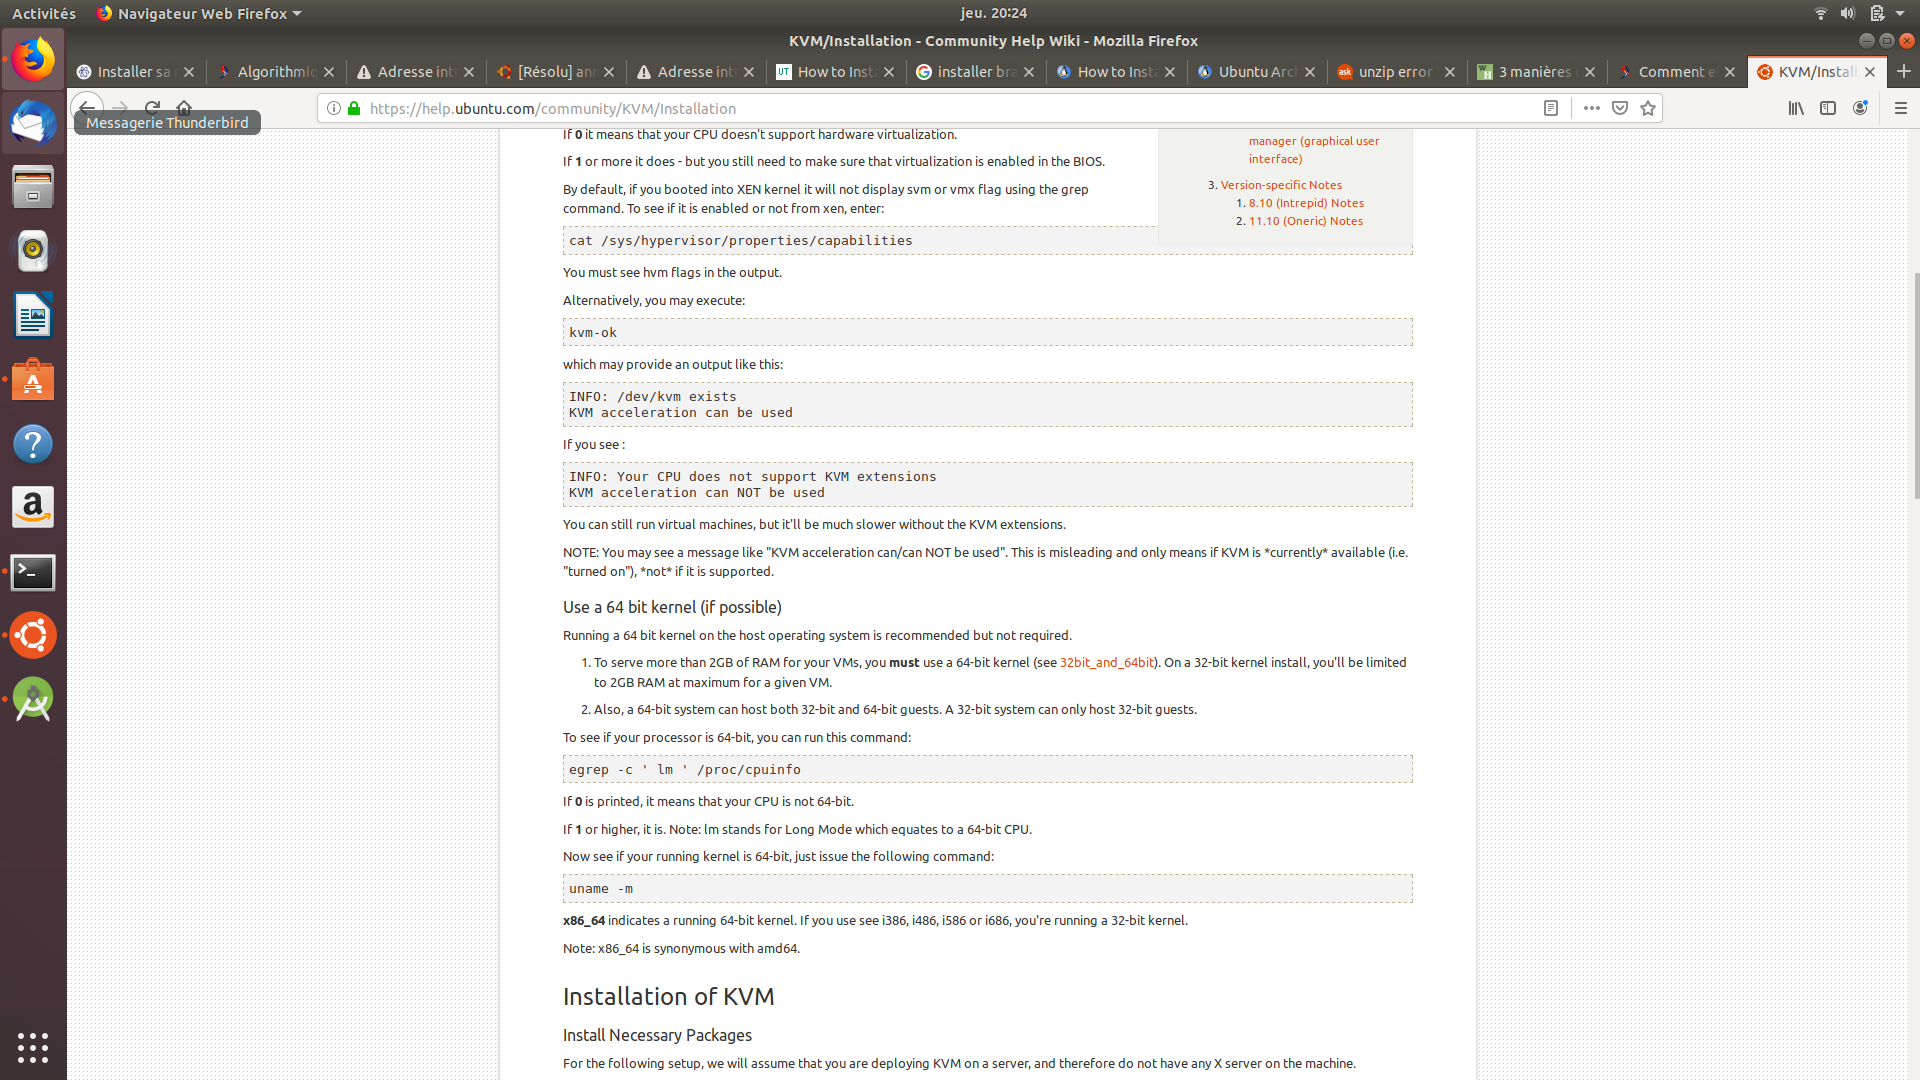 Activités
Navigateur Web Firefox
jeu. 20:24
KVM/Installation - Community Help Wiki - Mozilla Firefox
Installer sa
Algorithmi
Adresse int
[Résolu] an
Adresse int
How to Inst
installer bra
How to Inst
Ubuntu Arc
unzip error
3 manières
Comment e
KVM/Install
https://help.ubuntu.com/community/KVM/Installation
Messagerie Thunderbird
If 0 it means that your CPU doesn't support hardware virtualization.
If 1 or more it does - but you still need to make sure that virtualization is enabled in the BIOS.
By default, if you booted into XEN kernel it will not display svm or vmx flag using the grep
command. To see if it is enabled or not from xen, enter:
manager (graphical user
interface)
3. Version-specific Notes
1. 8.10 (Intrepid) Notes
2. 11.10 (Oneric) Notes
cat /sys/hypervisor/properties/capabilities
You must see hvm flags in the output.
Alternatively, you may execute:
kvm-ok
which may provide an output like this:
INFO: /dev/kvm exists
KVM acceleration can be used
If you see :
INFO: Your CPU does not support KVM extensions
KVM acceleration can NOT be used
You can still run virtual machines, but it'll be much slower without the KVM extensions.
NOTE: You may see a message like "KVM acceleration can/can NOT be used". This is misleading and only means if KVM is *currently* available (i.e.
"turned on"), *not* if it is supported.
Use a 64 bit kernel (if possible)
Running a 64 bit kernel on the host operating system is recommended but not required.
1. To serve more than 2GB of RAM for your VMs, you must use a 64-bit kernel (see 32bit_and_64bit). On a 32-bit kernel install, you'll be limited
to 2GB RAM at maximum for a given VM.
2. Also, a 64-bit system can host both 32-bit and 64-bit guests. A 32-bit system can only host 32-bit guests.
To see if your processor is 64-bit, you can run this command:
egrep -c ' lm ' /proc/cpuinfo
If 0 is printed, it means that your CPU is not 64-bit.
If 1 or higher, it is. Note: lm stands for Long Mode which equates to a 64-bit CPU.
Now see if your running kernel is 64-bit, just issue the following command:
uname -m
x86_64 indicates a running 64-bit kernel. If you use see i386, i486, i586 or i686, you're running a 32-bit kernel.
Note: x86_64 is synonymous with amd64.
Installation of KVM
Install Necessary Packages
For the following setup, we will assume that you are deploying KVM on a server, and therefore do not have any X server on the machine.